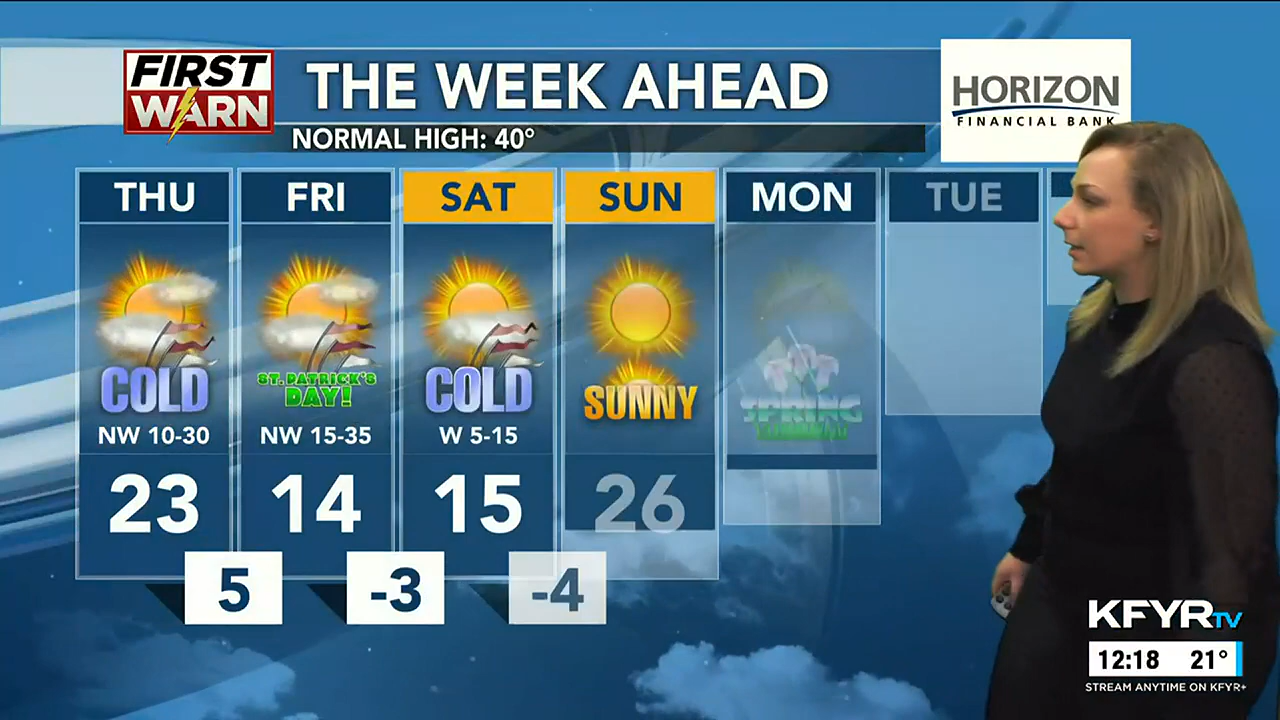 FIRST
WARN
THE WEEK AHEAD
NORMAL HIGH: 40°
HORIZON
FINANCIAL BANK
THU
FRI
SAT
SUN
MON
TUE
COLD
ST. PATRICK'S
DAY!
COLD
SUNNY
SPRING
NW 10-30
NW 15-35
W 5-15
23
14
15
26
5
-3
-4
KFYRTV
12:18 21°
STREAM ANYTIME ON KFYR+